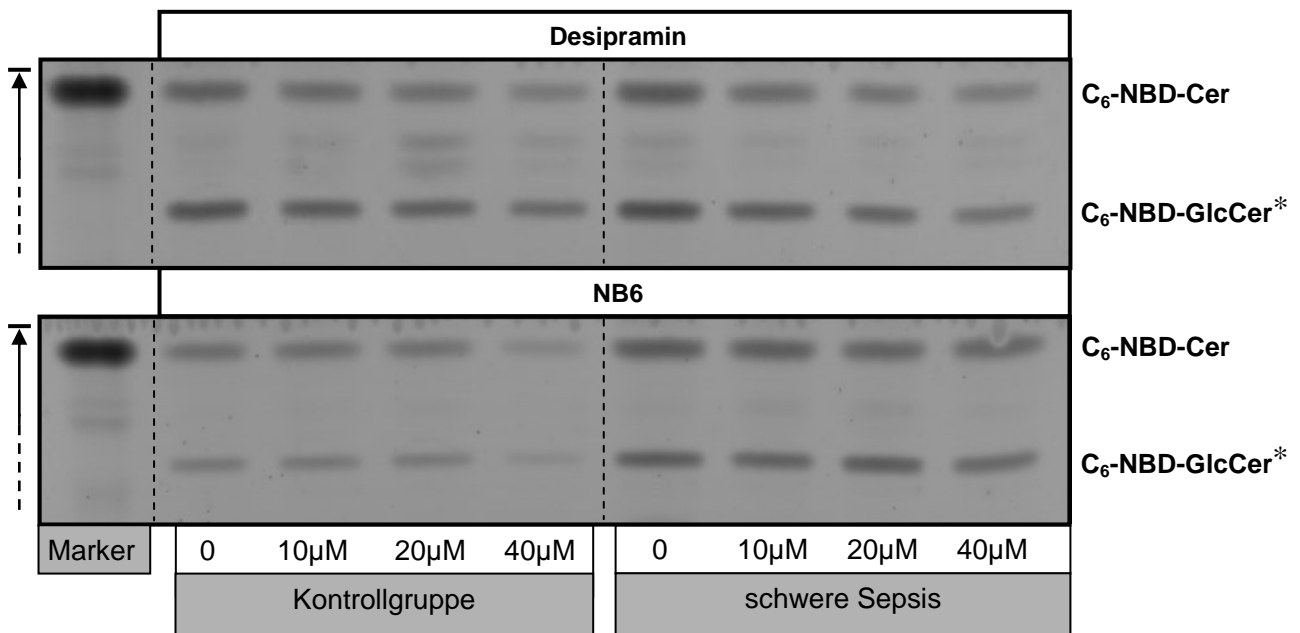 Desipramin
C₆-NBD-Cer
C₆-NBD-GlcCer*
NB6
C₆-NBD-Cer
C₆-NBD-GlcCer*
Marker 0 10µM 20µM 40µM 0 10µM 20µM 40µM
Kontrollgruppe schwere Sepsis